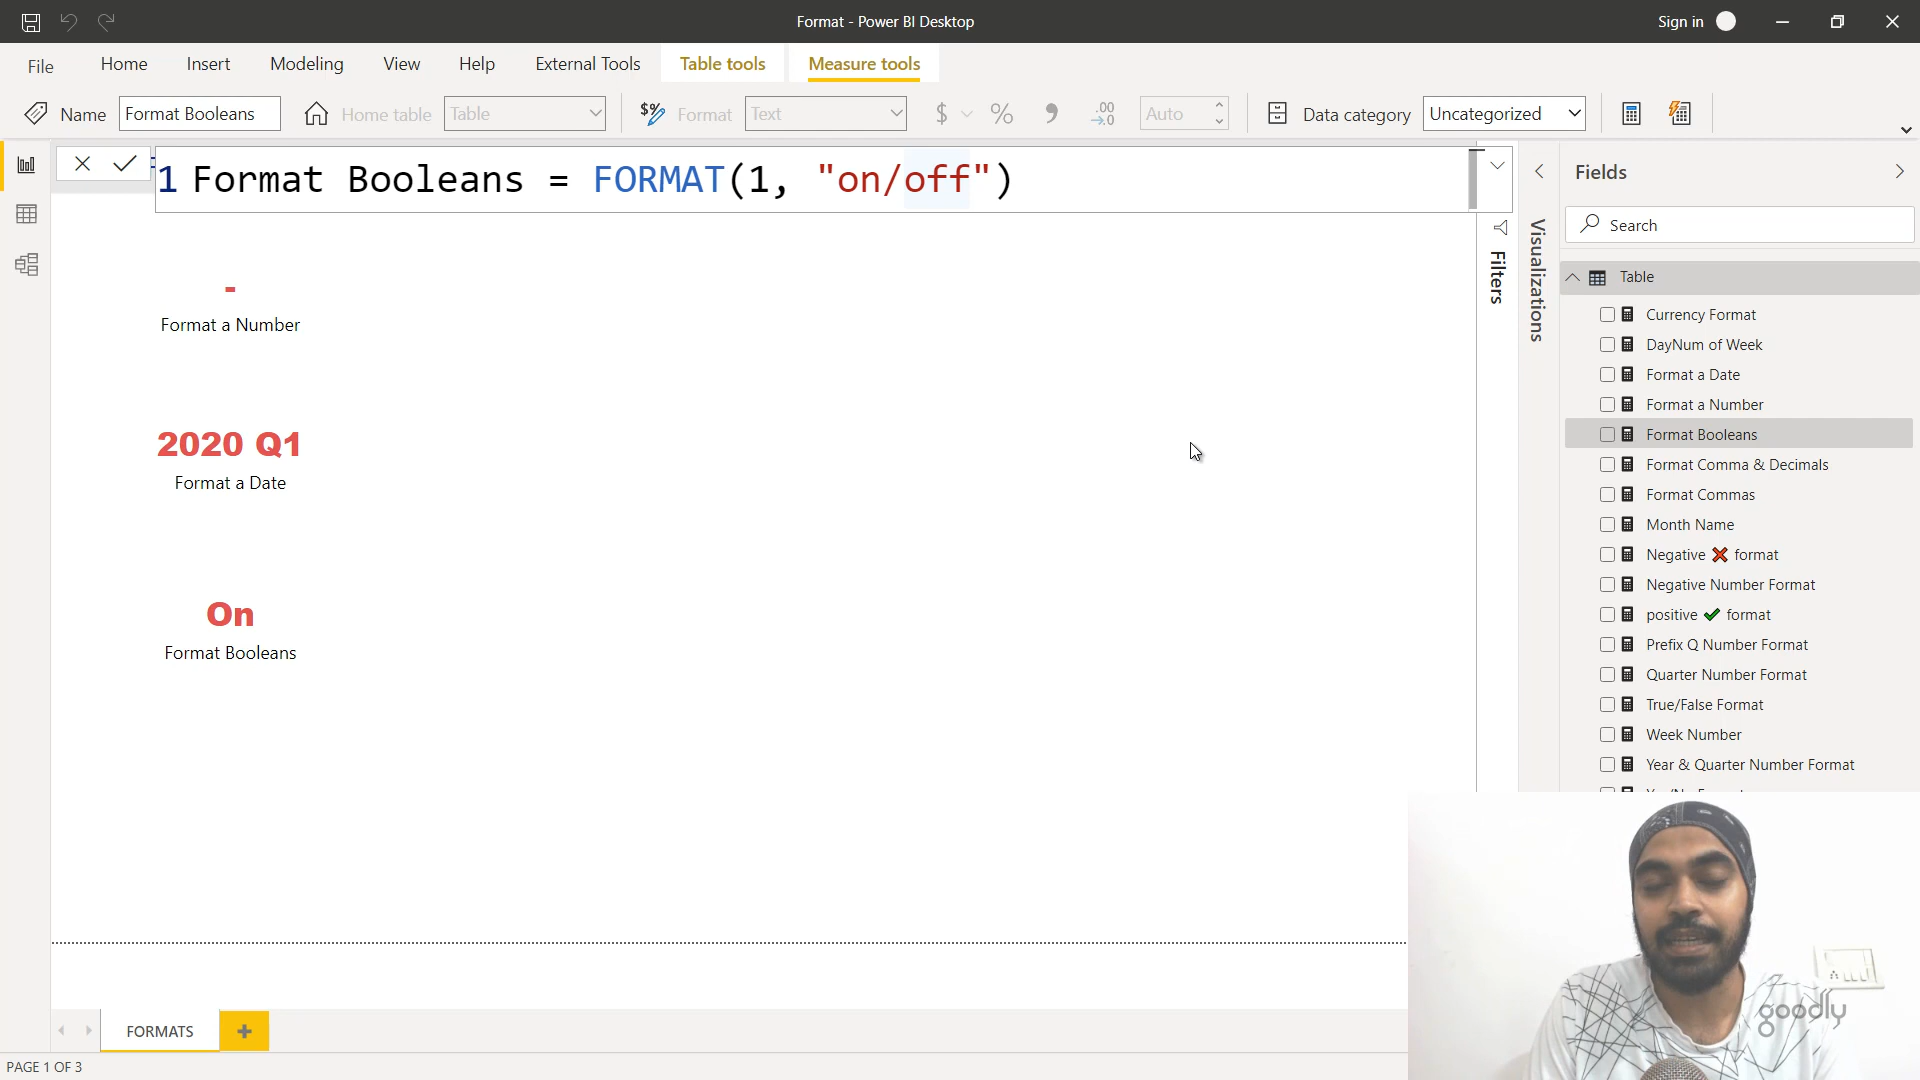 Format - Power BI Desktop
Sign in
File
Home
Insert
Modeling
View
Help
External Tools
Table tools
Measure tools
Name
Format Booleans
Home table
Table
Format
Text
$
%
.00
Auto
Data category
Uncategorized
1 Format Booleans = FORMAT(1, "on/off")
-
Format a Number
2020 Q1
Format a Date
On
Format Booleans
Filters
Visualizations
Fields
Search
Table
Currency Format
DayNum of Week
Format a Date
Format a Number
Format Booleans
Format Comma & Decimals
Format Commas
Month Name
Negative ❌ format
Negative Number Format
positive ✔ format
Prefix Q Number Format
Quarter Number Format
True/False Format
Week Number
Year & Quarter Number Format
goodly
FORMATS
PAGE 1 OF 3